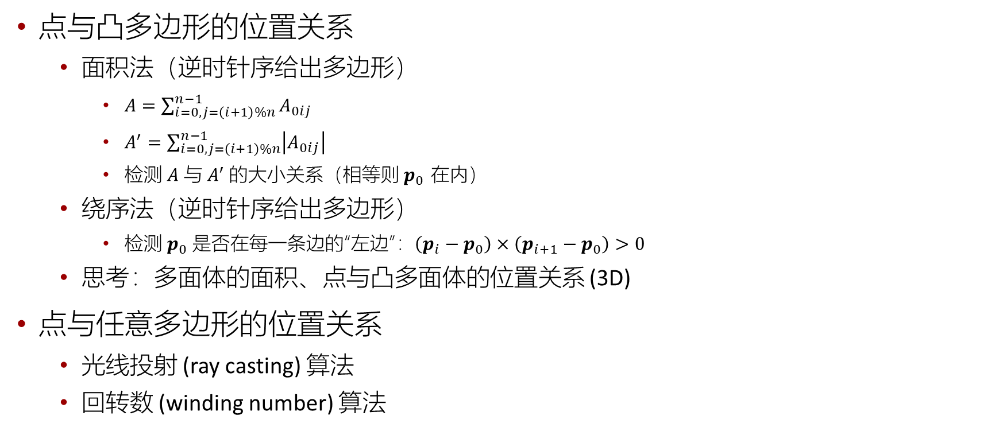 • 点与凸多边形的位置关系
• 面积法（逆时针序给出多边形）
• $A = \sum_{i=0,j=(i+1)\%n}^{n-1} A_{0ij}$
• $A' = \sum_{i=0,j=(i+1)\%n}^{n-1} |A_{0ij}|$
• 检测 $A$ 与 $A'$ 的大小关系（相等则 $\boldsymbol{p}_0$ 在内）
• 绕序法（逆时针序给出多边形）
• 检测 $\boldsymbol{p}_0$ 是否在每一条边的“左边”：$(\boldsymbol{p}_i - \boldsymbol{p}_0) \times (\boldsymbol{p}_{i+1} - \boldsymbol{p}_0) > 0$
• 思考：多面体的面积、点与凸多面体的位置关系 (3D)
• 点与任意多边形的位置关系
• 光线投射 (ray casting) 算法
• 回转数 (winding number) 算法